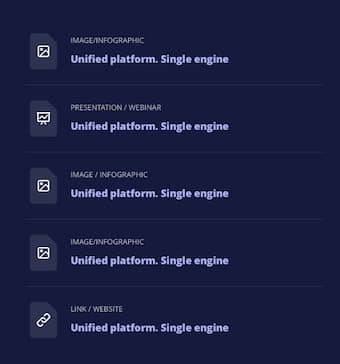 IMAGE/INFOGRAPHIC
Unified platform. Single engine
PRESENTATION / WEBINAR
Unified platform. Single engine
IMAGE / INFOGRAPHIC
Unified platform. Single engine
IMAGE/INFOGRAPHIC
Unified platform. Single engine
LINK / WEBSITE
Unified platform. Single engine